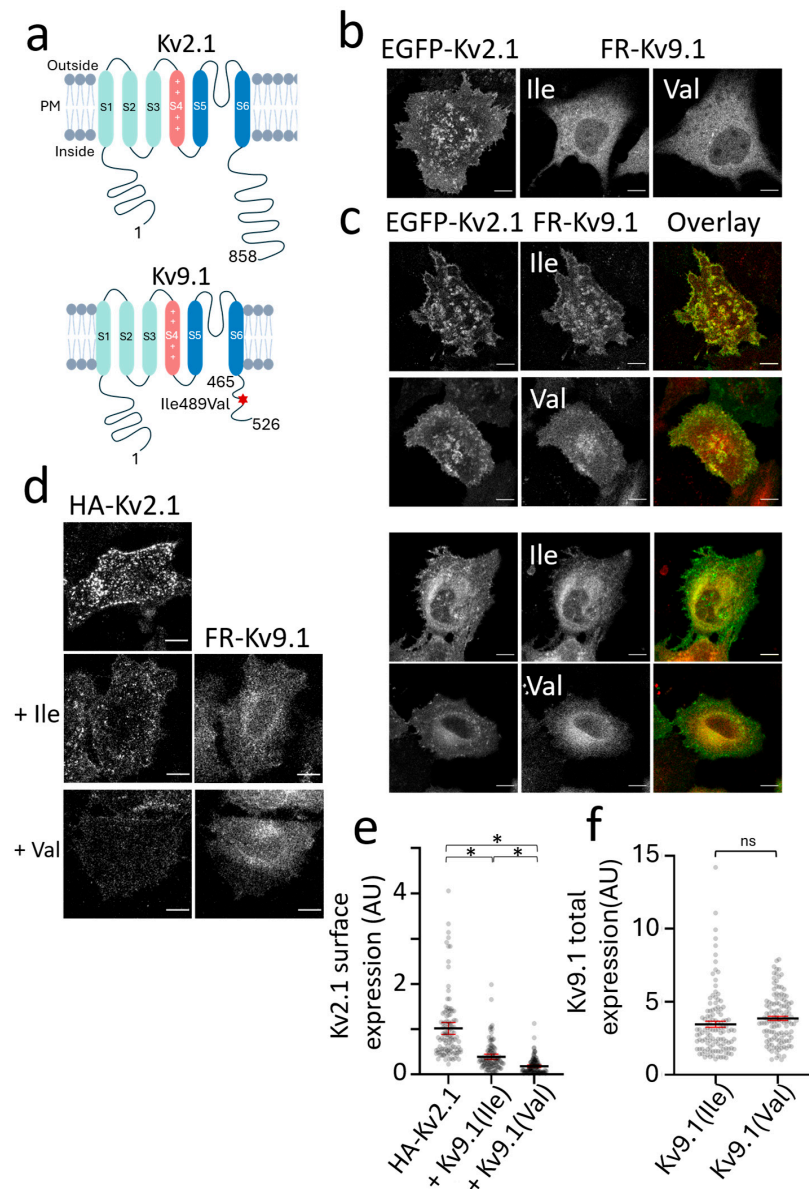 a
Kv2.1
Outside
PM
Inside
S1 S2 S3 S4 S5 S6
+ + + +
1
858
Kv9.1
S1 S2 S3 S4 S5 S6
+ + + +
465
Ile489Val
526
1
b
EGFP-Kv2.1 FR-Kv9.1
Ile Val
c
EGFP-Kv2.1 FR-Kv9.1 Overlay
Ile
Val
Ile
Val
d
HA-Kv2.1
FR-Kv9.1
+ Ile
+ Val
e
Kv2.1 surface
expression (AU)
4
2
0
*
* *
HA-Kv2.1
+ Kv9.1(Ile)
+ Kv9.1(Val)
f
Kv9.1 total
expression(AU)
15
10
5
0
ns
Kv9.1(Ile)
Kv9.1(Val)